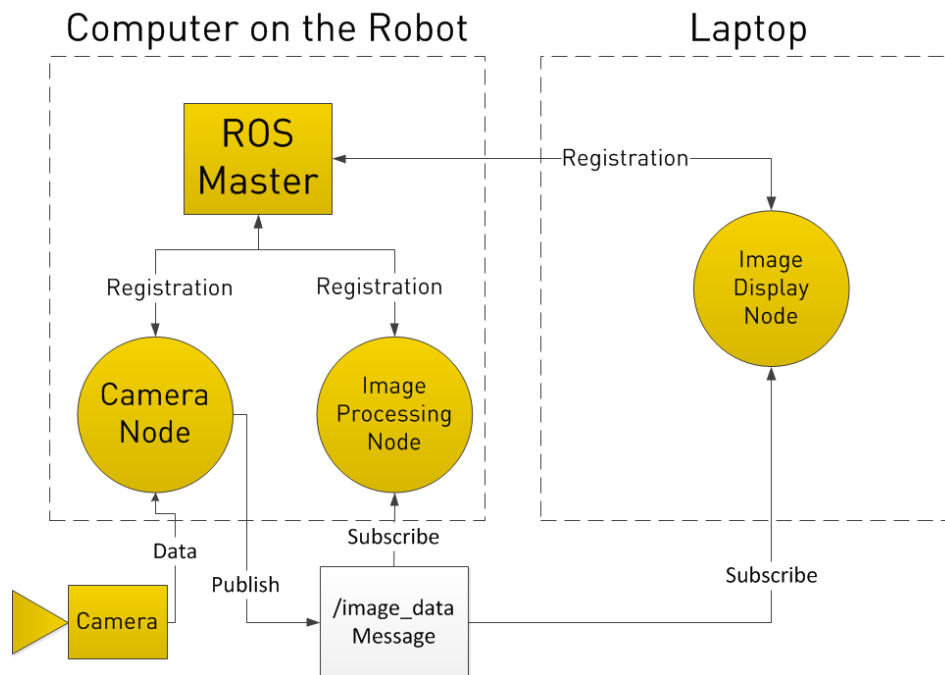 Computer on the Robot
Laptop
ROS
Master
Registration
Registration
Registration
Image
Display
Node
Camera
Node
Image
Processing
Node
Data
Publish
Subscribe
Subscribe
Camera
/image_data
Message